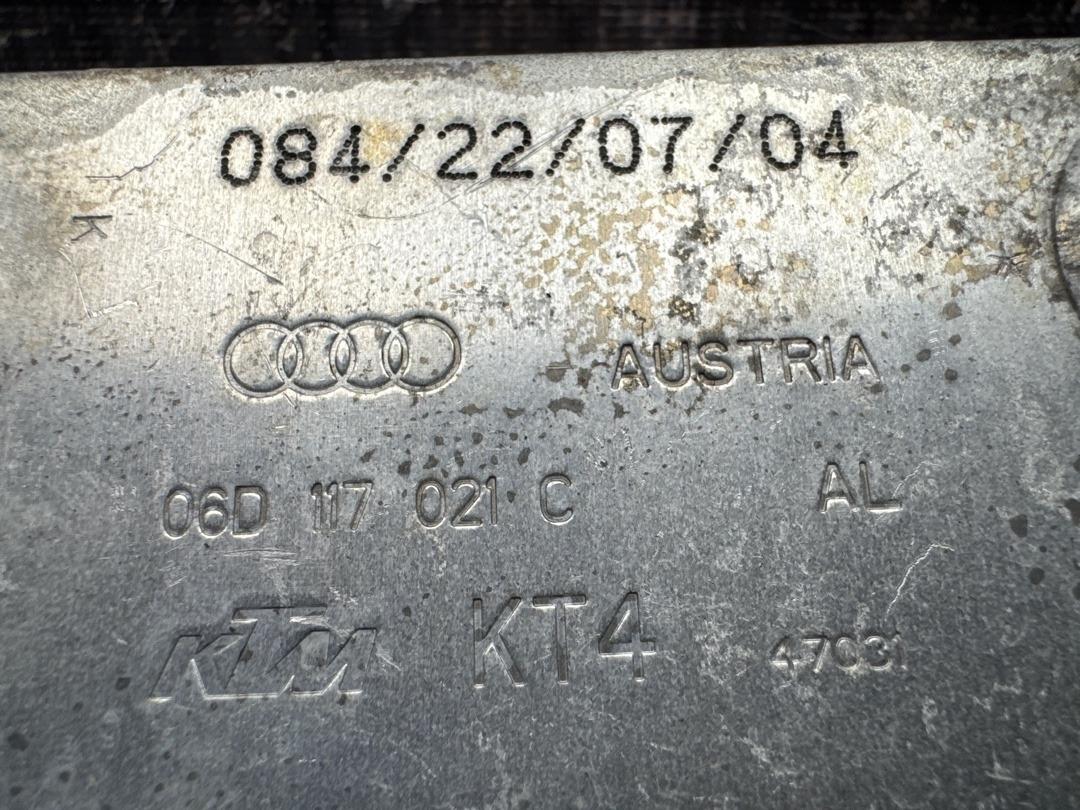 084/22/07/04
K
AUSTRIA
06D 117 021 C AL
KTM KT4 47031